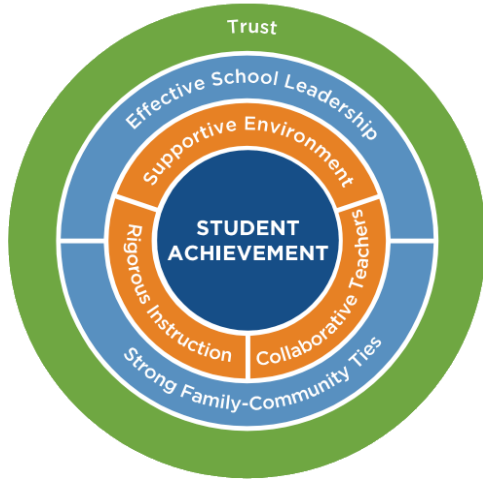 Trust
Effective School Leadership
Supportive Environment
STUDENT
ACHIEVEMENT
Rigorous Instruction
Collaborative Teachers
Strong Family-Community Ties